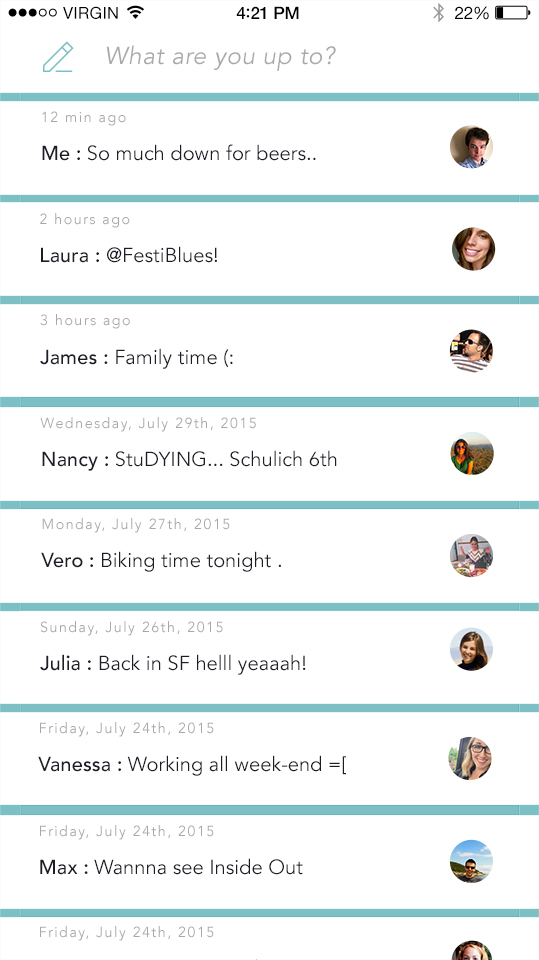 VIRGIN 4:21 PM 22%
What are you up to?
12 min ago
Me : So much down for beers..
2 hours ago
Laura : @FestiBlues!
3 hours ago
James : Family time (:
Wednesday, July 29th, 2015
Nancy : StuDYING... Schulich 6th
Monday, July 27th, 2015
Vero : Biking time tonight .
Sunday, July 26th, 2015
Julia : Back in SF helll yeaaah!
Friday, July 24th, 2015
Vanessa : Working all week-end =[
Friday, July 24th, 2015
Max : Wannna see Inside Out
Friday, July 24th, 2015